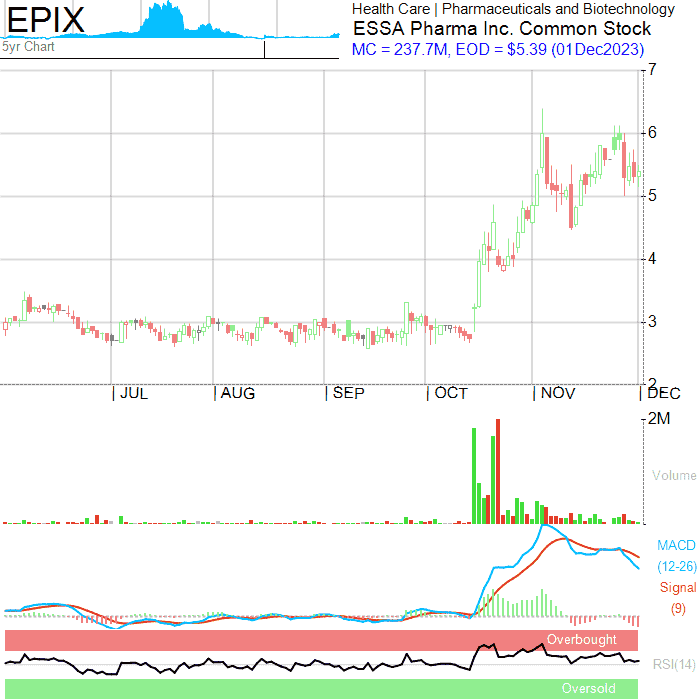 EPIX
5yr Chart
Health Care | Pharmaceuticals and Biotechnology
ESSA Pharma Inc. Common Stock
MC = 237.7M, EOD = $5.39 (01Dec2023)
7
6
5
4
3
2
| JUL | AUG | SEP | OCT | NOV | DEC
2M
Volume
MACD
(12-26)
Signal
(9)
Overbought
RSI(14)
Oversold